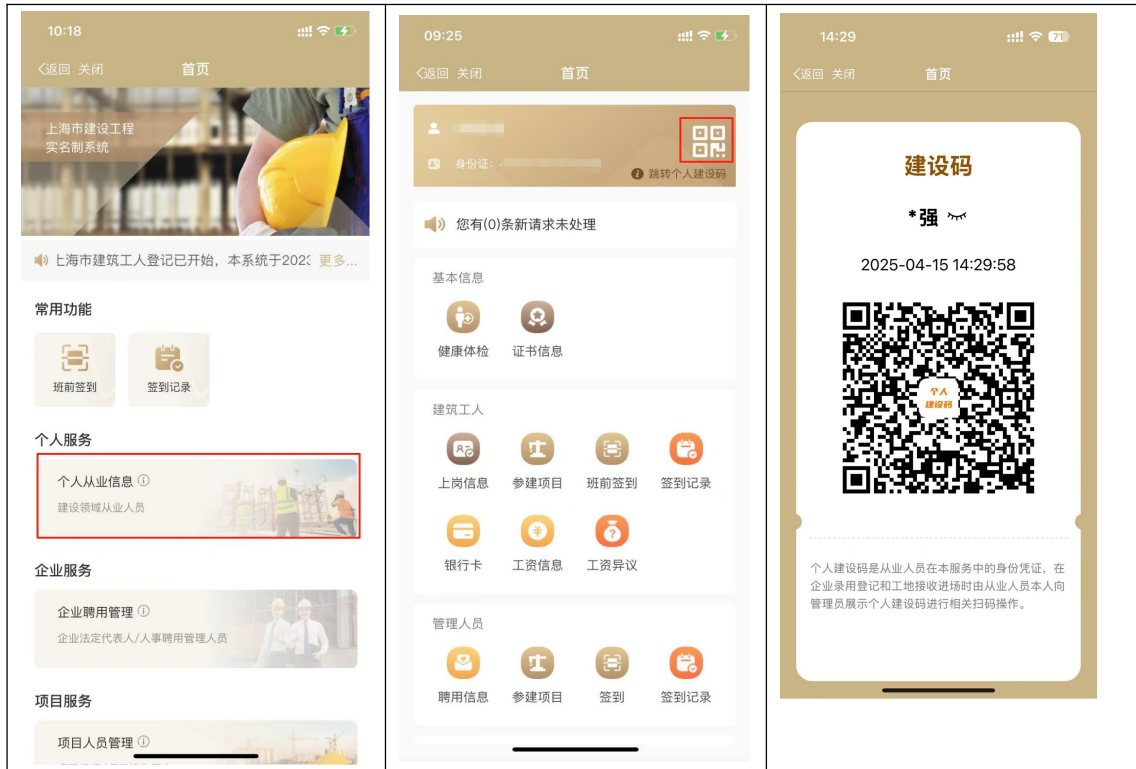 10:18
返回 关闭 首页
上海市建设工程
实名制系统
上海市建筑工人登记已开始，本系统于2023 更多...
常用功能
班前签到 签到记录
个人服务
个人从业信息
建设领域从业人员
企业服务
企业聘用管理
企业法定代表人/人事聘用管理人员
项目服务
项目人员管理
09:25
返回 关闭 首页
身份证：
跳转个人建设码
您有(0)条新请求未处理
基本信息
健康体检 证书信息
建筑工人
上岗信息 参建项目 班前签到 签到记录
银行卡 工资信息 工资异议
管理人员
聘用信息 参建项目 签到 签到记录
14:29 71
返回 关闭 首页
建设码
*强
2025-04-15 14:29:58
个人
建设码
个人建设码是从业人员在本服务中的身份凭证，在
企业录用登记和工地接收进场时由从业人员本人向
管理员展示个人建设码进行相关扫码操作。